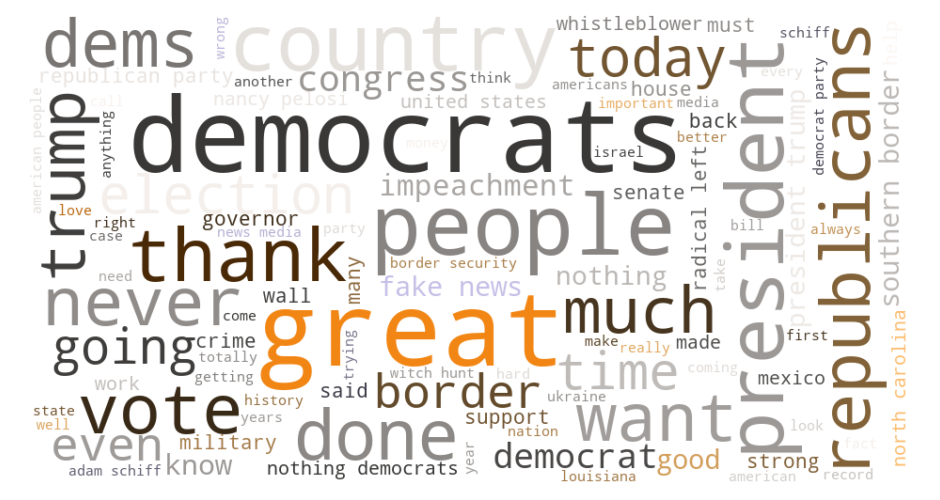 dems
wrong
country
whistleblower
must
schiff
republican party
another
congress
think
today
president
republicans
help
americans
house
every
call
nancy pelosi
united states
important
media
american people
trump
anything
democrats
money
israel
back
better
democrat party
southern border
election
impeachment
senate
radical left
president trump
love
right
governor
people
bill
always
case
news media
party
thank
many
border security
nothing
take
need
fake news
never
wall
come
great
much
first
going
crime
trying
make
really
made
north carolina
totally
getting
witch hunt
hard
time
coming
mexico
work
said
border
ukraine
state
vote
history
want
look
well
years
support
even
military
done
nation
fact
democrat
good
strong
adam schiff
know
nothing democrats
year
louisiana
american
record